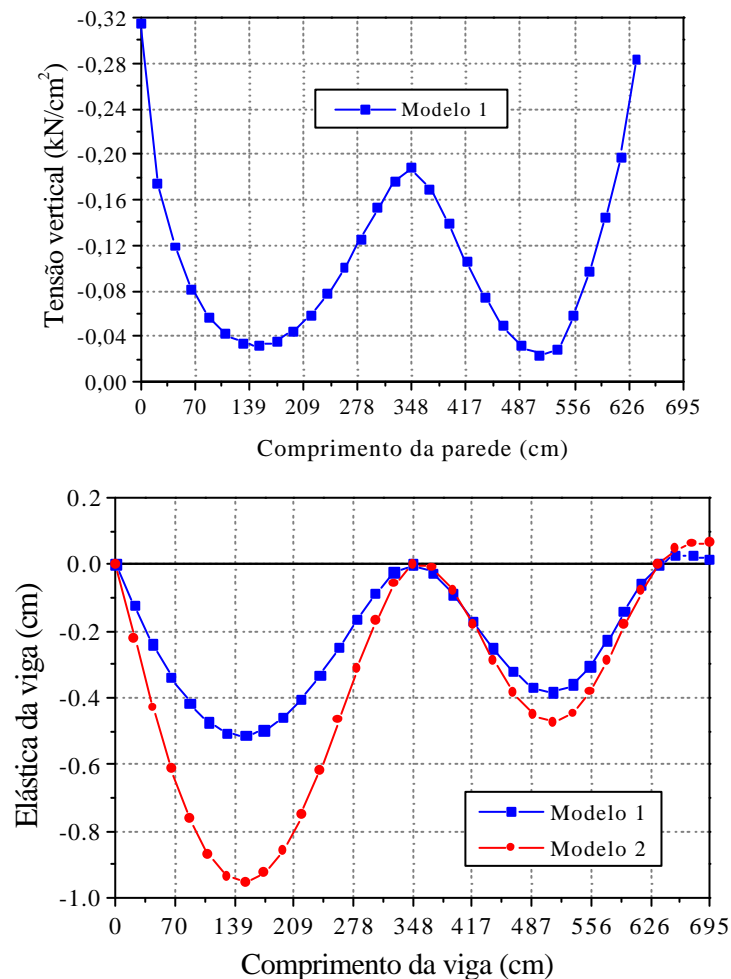 -0,32
-0,28
-0,24
-0,20
-0,16
-0,12
-0,08
-0,04
0,00
Tensão vertical (kN/cm²)
Modelo 1
0 70 139 209 278 348 417 487 556 626 695
Comprimento da parede (cm)
0.2
0.0
-0.2
-0.4
-0.6
-0.8
-1.0
Elástica da viga (cm)
Modelo 1
Modelo 2
0 70 139 209 278 348 417 487 556 626 695
Comprimento da viga (cm)